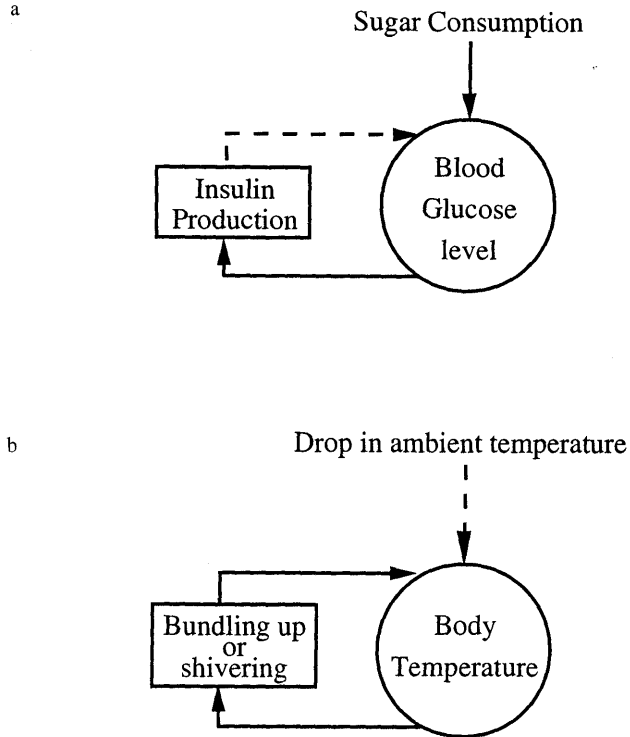 a
Sugar Consumption
Insulin
Production
Blood
Glucose
level
b
Drop in ambient temperature
Bundling up
or
shivering
Body
Temperature